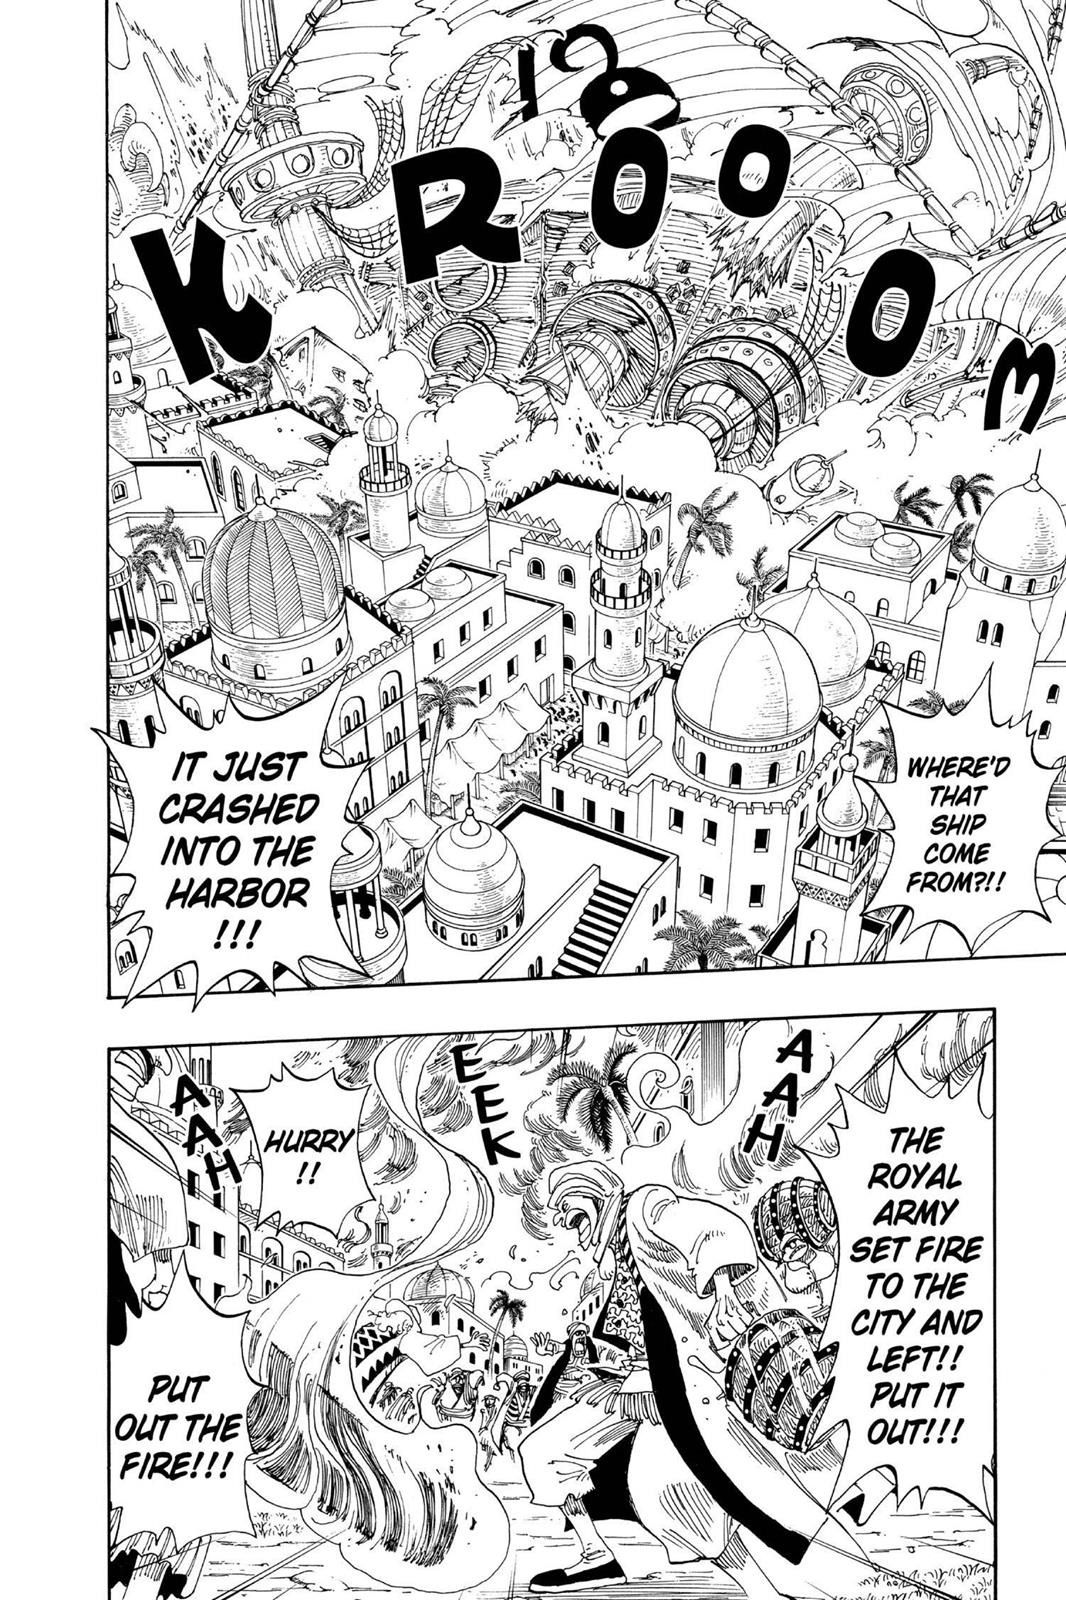 KROOOM
WHERE'D
THAT
SHIP
COME
FROM?!!
IT JUST
CRASHED
INTO THE
HARBOR
!!!
AAH
THE
ROYAL
ARMY
SET FIRE
TO THE
CITY AND
LEFT!!
PUT IT
OUT!!!
EEK
HURRY
!!
AAH
PUT
OUT THE
FIRE!!!